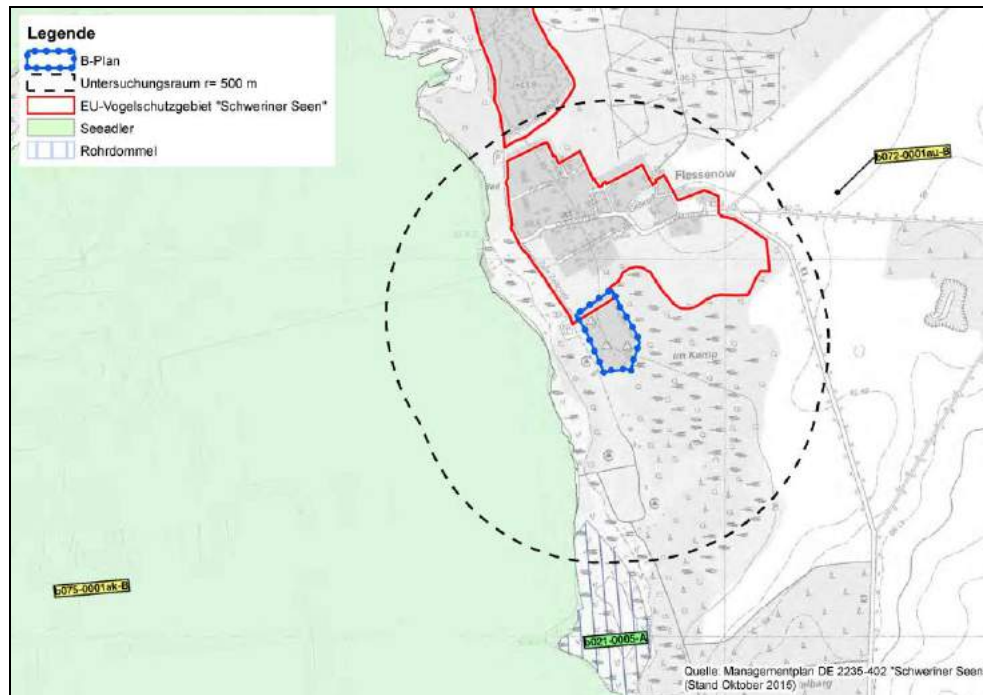 Legende
B-Plan
Untersuchungsraum r= 500 m
EU-Vogelschutzgebiet "Schweriner Seen"
Seeadler
Rohrdommel
b072-0001au-B
Flessenow
Im Kamp
b075-0001ak-B
b021-0005-A
Quelle: Managementplan DE 2235-402 "Schweriner Seen
(Stand Oktober 2015)